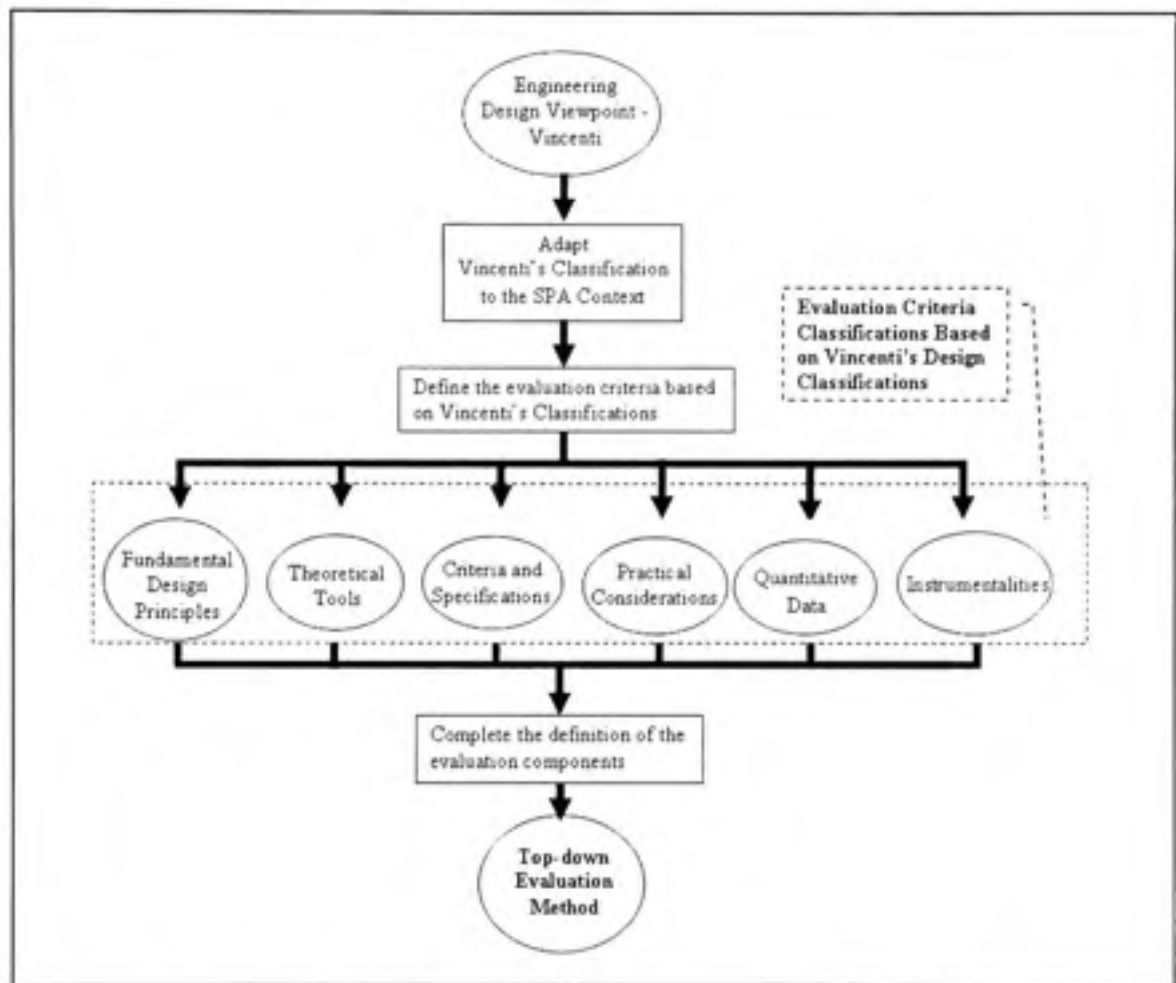 Engineering
Design Viewpoint -
Vincenti
Adapt
Vincenti's Classification
to the SPA Context
Evaluation Criteria
Classifications Based
on Vincenti's Design
Classifications
Define the evaluation criteria based
on Vincenti's Classifications
Fundamental
Design
Principles
Theoretical
Tools
Criteria and
Specifications
Practical
Considerations
Quantitative
Data
Instrumentalities
Complete the definition of the
evaluation components
Top-down
Evaluation
Method